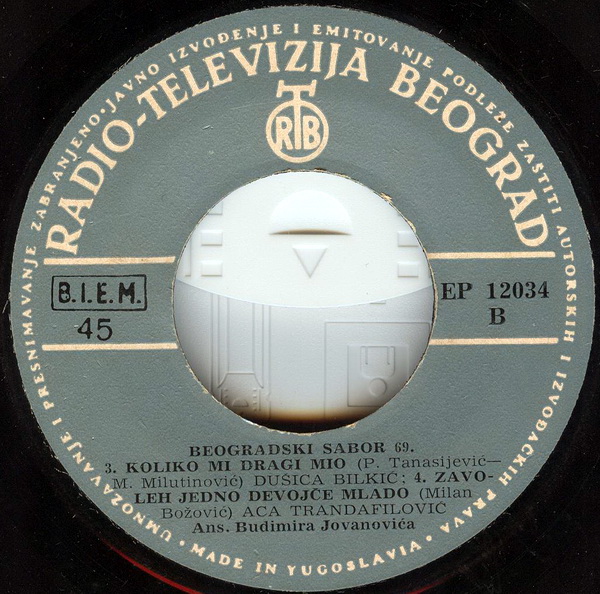 UMNOŽAVANJE I PRESNIMAVANJE ZABRANJENO · JAVNO IZVOĐENJE I EMITOVANJE PODLEŽE ZAŠTITI AUTORSKIH I IZVOĐAČKIH PRAVA ·
RADIO-TELEVIZIJA BEOGRAD
RTB
B.I.E.M.
45
EP 12034
B
BEOGRADSKI SABOR 69.
3. KOLIKO MI DRAGI MIO (P. Tanasijević—
M. Milutinović) DUŠICA BILKIĆ; 4. ZAVO-
LEH JEDNO DEVOJČE MLADO (Milan
Božović) ACA TRANDAFILOVIĆ
Ans. Budimira Jovanovića
· MADE IN YUGOSLAVIA ·